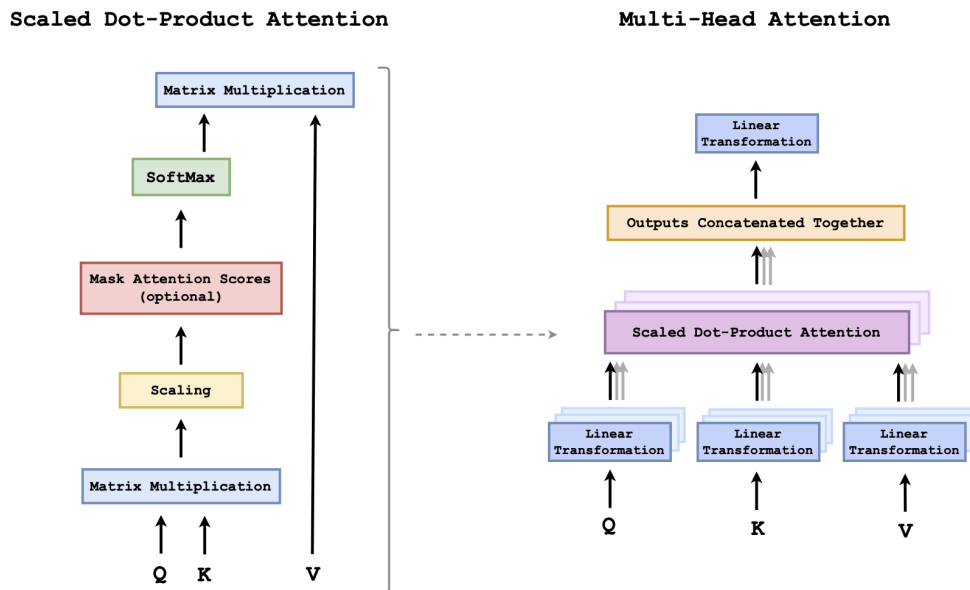 Scaled Dot-Product Attention
Matrix Multiplication
SoftMax
Mask Attention Scores
(optional)
Scaling
Matrix Multiplication
Q K V
Multi-Head Attention
Linear
Transformation
Outputs Concatenated Together
Scaled Dot-Product Attention
Linear
Transformation
Linear
Transformation
Linear
Transformation
Q K V